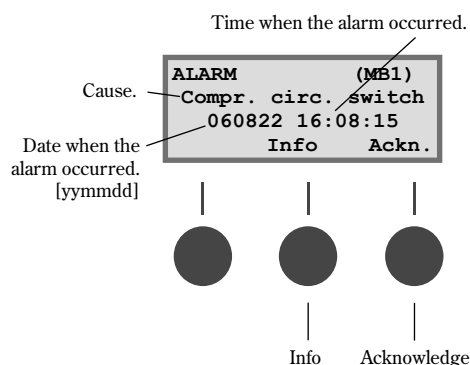 Time when the alarm occurred.
ALARM (MB1)
Cause.
Compr. circ. switch
Date when the
alarm occurred.
[yymmdd]
060822 16:08:15
Info Ackn.
Info Acknowledge